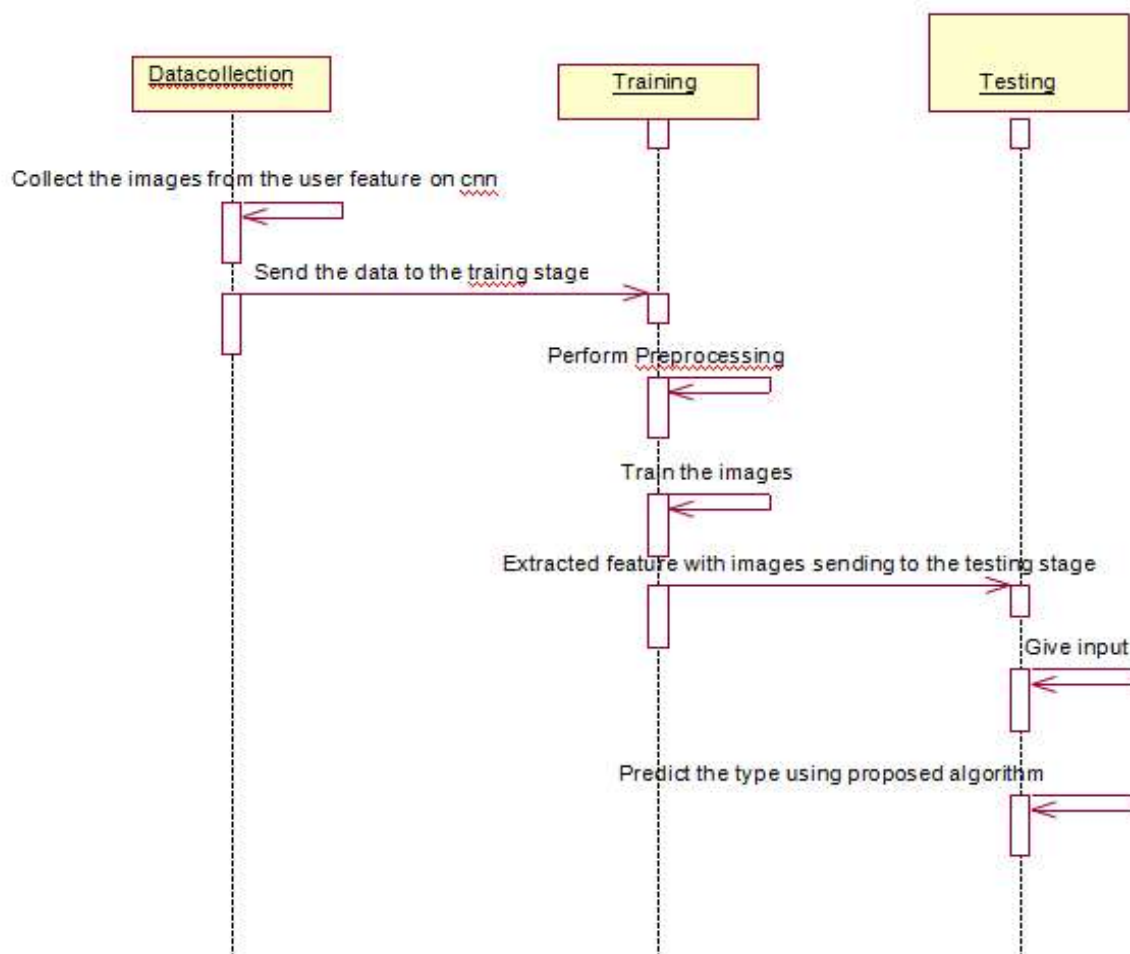 Datacollection
Training
Testing
Collect the images from the user feature on cnn
Send the data to the traing stage
Perform Preprocessing
Train the images
Extracted feature with images sending to the testing stage
Give input
Predict the type using proposed algorithm